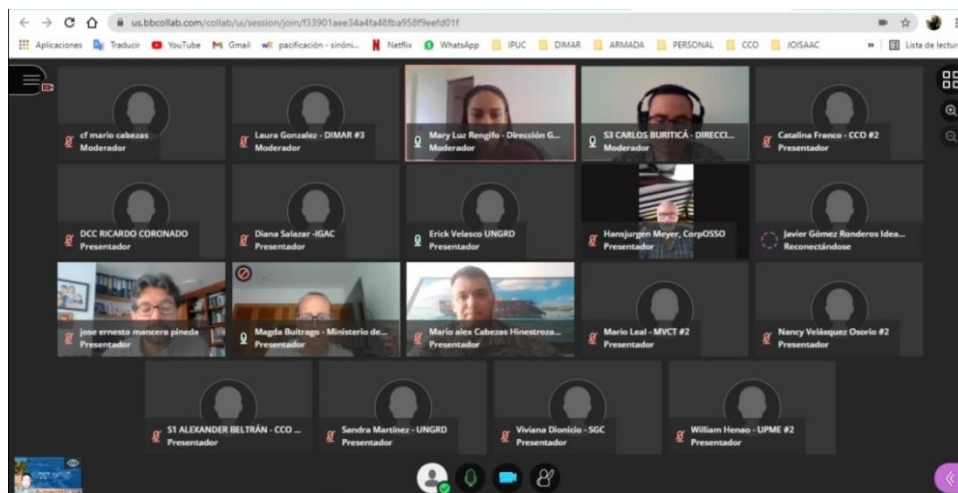 us.bbcollab.com/collab/ui/session/join/f33901aee34a4fa48fba958f9eefd01f
Aplicaciones Traducir YouTube Gmail pacificación - sinóni... Netflix WhatsApp IPUC DIMAR ARMADA PERSONAL CCO JOISAAC » Lista de lectur
cf mario cabezas
Moderador
Laura Gonzalez - DIMAR #3
Moderador
Mary Luz Rengifo - Dirección G...
Moderador
S3 CARLOS BURITICÁ - DIRECCI...
Moderador
Catalina Franco - CCO #2
Presentador
DCC RICARDO CORONADO
Presentador
Diana Salazar -IGAC
Presentador
Erick Velasco UNGRD
Presentador
Hansjurgen Meyer, CorpOSSO
Presentador
Javier Gómez Ronderos Idea...
Reconectándose
jose ernesto mancera pineda
Presentador
Magda Buitrago - Ministerio de...
Presentador
Mario alex Cabezas Hinestroza...
Presentador
Mario Leal - MVCT #2
Presentador
Nancy Velásquez Osorio #2
Presentador
S1 ALEXANDER BELTRÁN - CCO ...
Presentador
Sandra Martínez - UNGRD
Presentador
Viviana Dionicio - SGC
Presentador
William Henao - UPME #2
Presentador